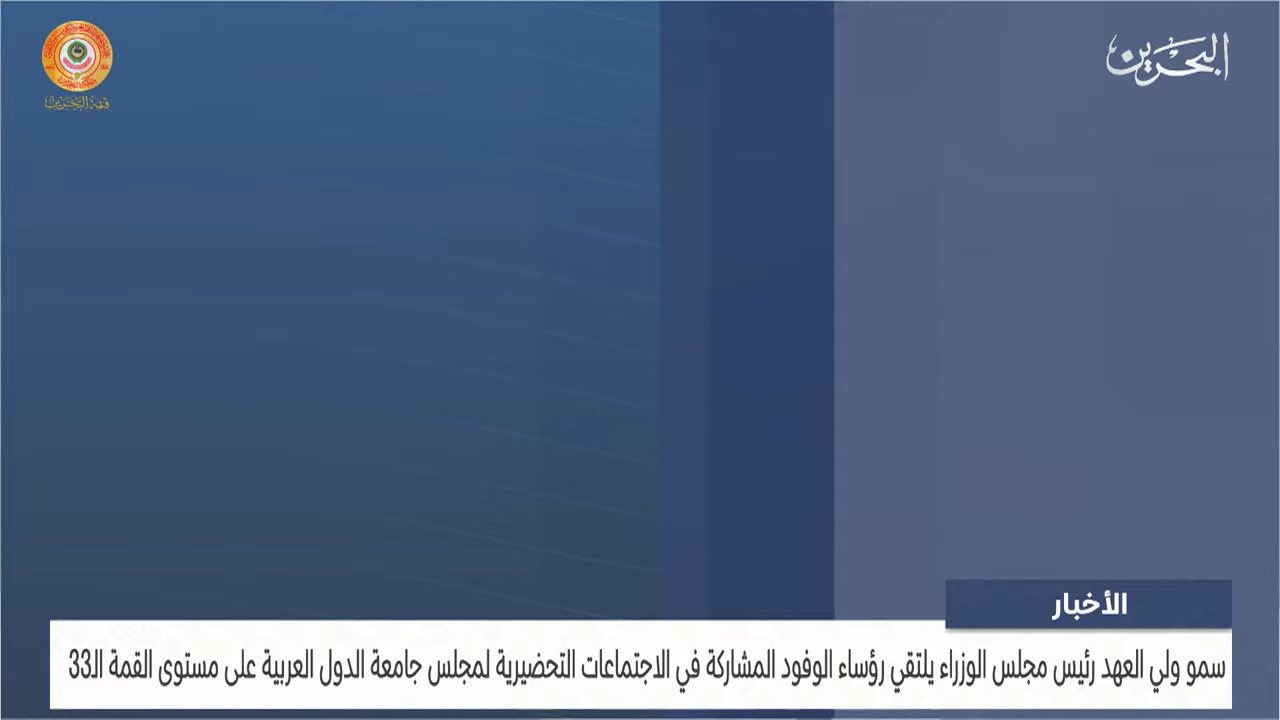 البحرين
قمة البحرين
الأخبار
سمو ولي العهد رئيس مجلس الوزراء يلتقي رؤساء الوفود المشاركة في الاجتماعات التحضيرية لمجلس جامعة الدول العربية على مستوى القمة الـ33